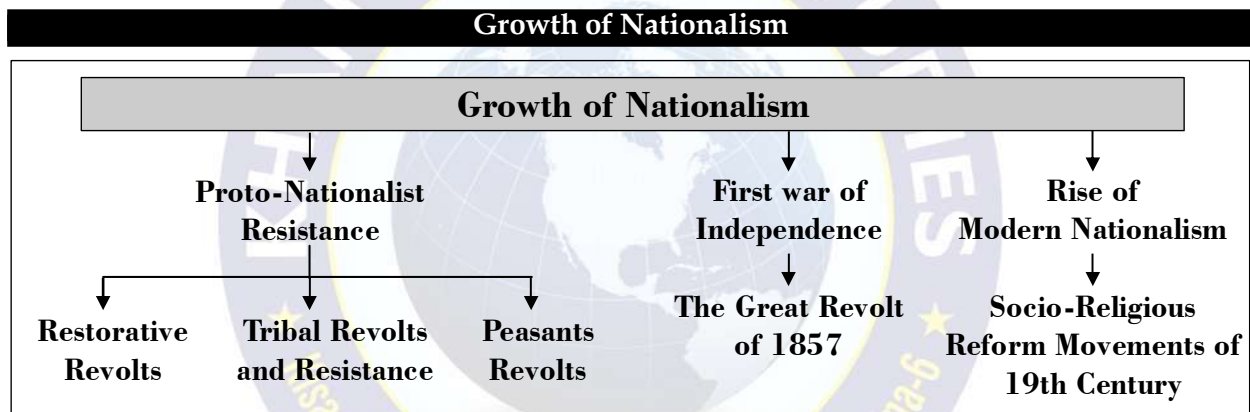 Growth of Nationalism
Growth of Nationalism
Proto-Nationalist
Resistance
First war of
Independence
Rise of
Modern Nationalism
Restorative
Revolts
Tribal Revolts
and Resistance
Peasants
Revolts
The Great Revolt
of 1857
Socio-Religious
Reform Movements of
19th Century